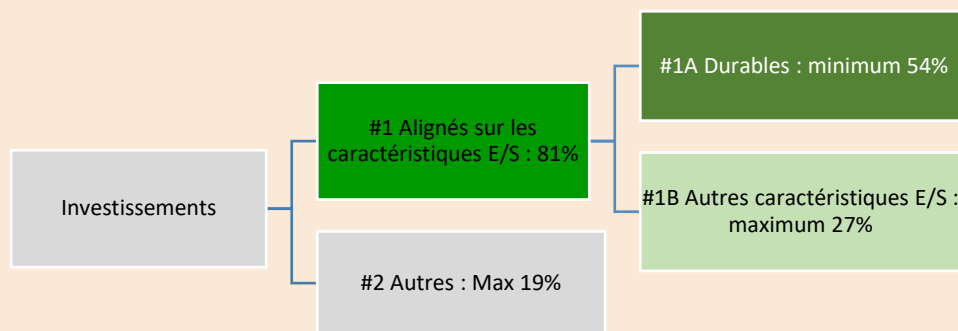 #1A Durables : minimum 54%
#1 Alignés sur les
caractéristiques E/S : 81%
Investissements
#1B Autres caractéristiques E/S :
maximum 27%
#2 Autres : Max 19%